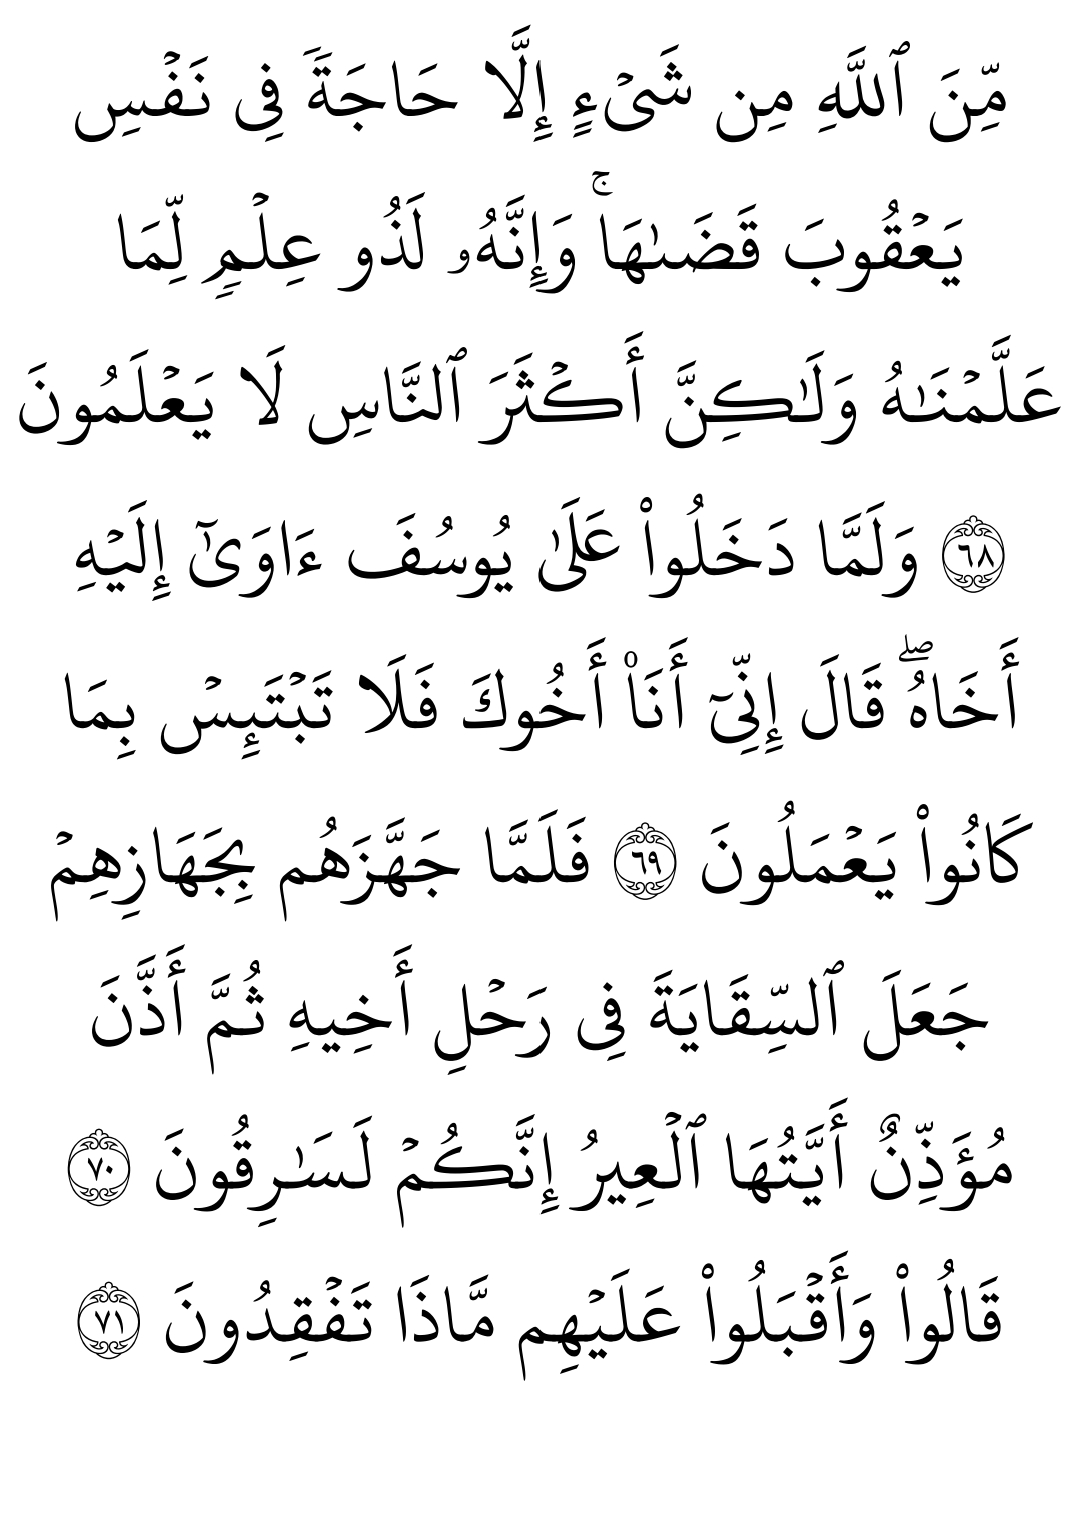 مِّنَ ٱللَّهِ مِن شَىْءٍ إِلَّا حَاجَةً فِى نَفْسِ
يَعْقُوبَ قَضَىٰهَا ۚ وَإِنَّهُۥ لَذُو عِلْمٍ لِّمَا
عَلَّمْنَـٰهُ وَلَـٰكِنَّ أَكْثَرَ ٱلنَّاسِ لَا يَعْلَمُونَ
٦٨ وَلَمَّا دَخَلُوا۟ عَلَىٰ يُوسُفَ ءَاوَىٰٓ إِلَيْهِ
أَخَاهُ ۖ قَالَ إِنِّىٓ أَنَا۠ أَخُوكَ فَلَا تَبْتَئِسْ بِمَا
كَانُوا۟ يَعْمَلُونَ ٦٩ فَلَمَّا جَهَّزَهُم بِجَهَازِهِمْ
جَعَلَ ٱلسِّقَايَةَ فِى رَحْلِ أَخِيهِ ثُمَّ أَذَّنَ
مُؤَذِّنٌ أَيَّتُهَا ٱلْعِيرُ إِنَّكُمْ لَسَـٰرِقُونَ ٧٠
قَالُوا۟ وَأَقْبَلُوا۟ عَلَيْهِم مَّاذَا تَفْقِدُونَ ٧١